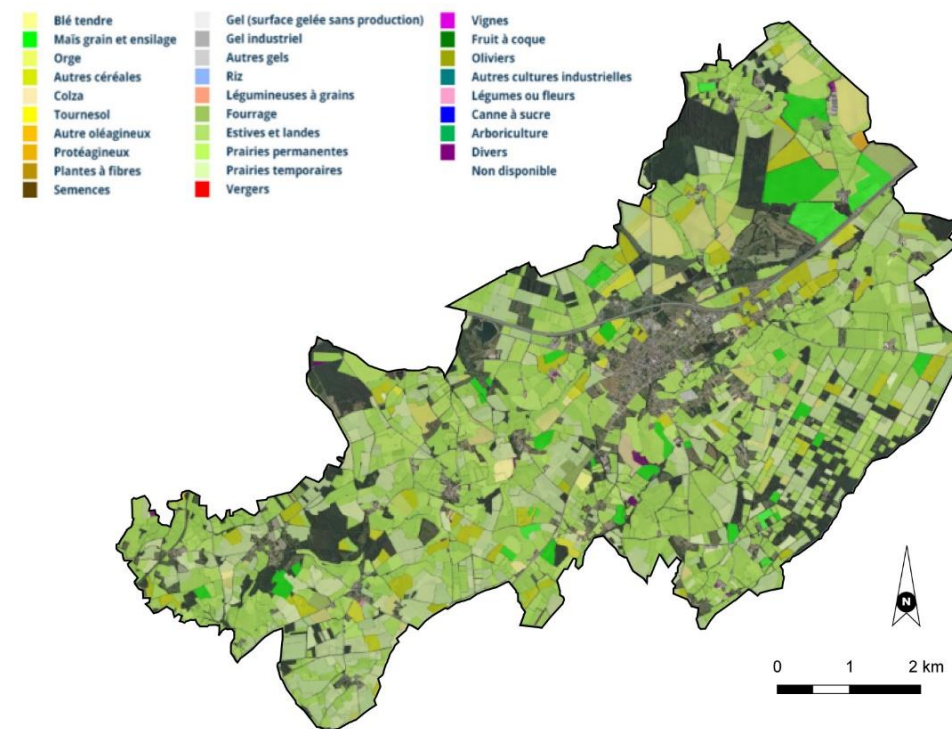 Blé tendre
Maïs grain et ensilage
Orge
Autres céréales
Colza
Tournesol
Autre oléagineux
Protéagineux
Plantes à fibres
Semences
Gel (surface gelée sans production)
Gel industriel
Autres gels
Riz
Légumineuses à grains
Fourrage
Estives et landes
Prairies permanentes
Prairies temporaires
Vergers
Vignes
Fruit à coque
Oliviers
Autres cultures industrielles
Légumes ou fleurs
Canne à sucre
Arboriculture
Divers
Non disponible
N
0 1 2 km